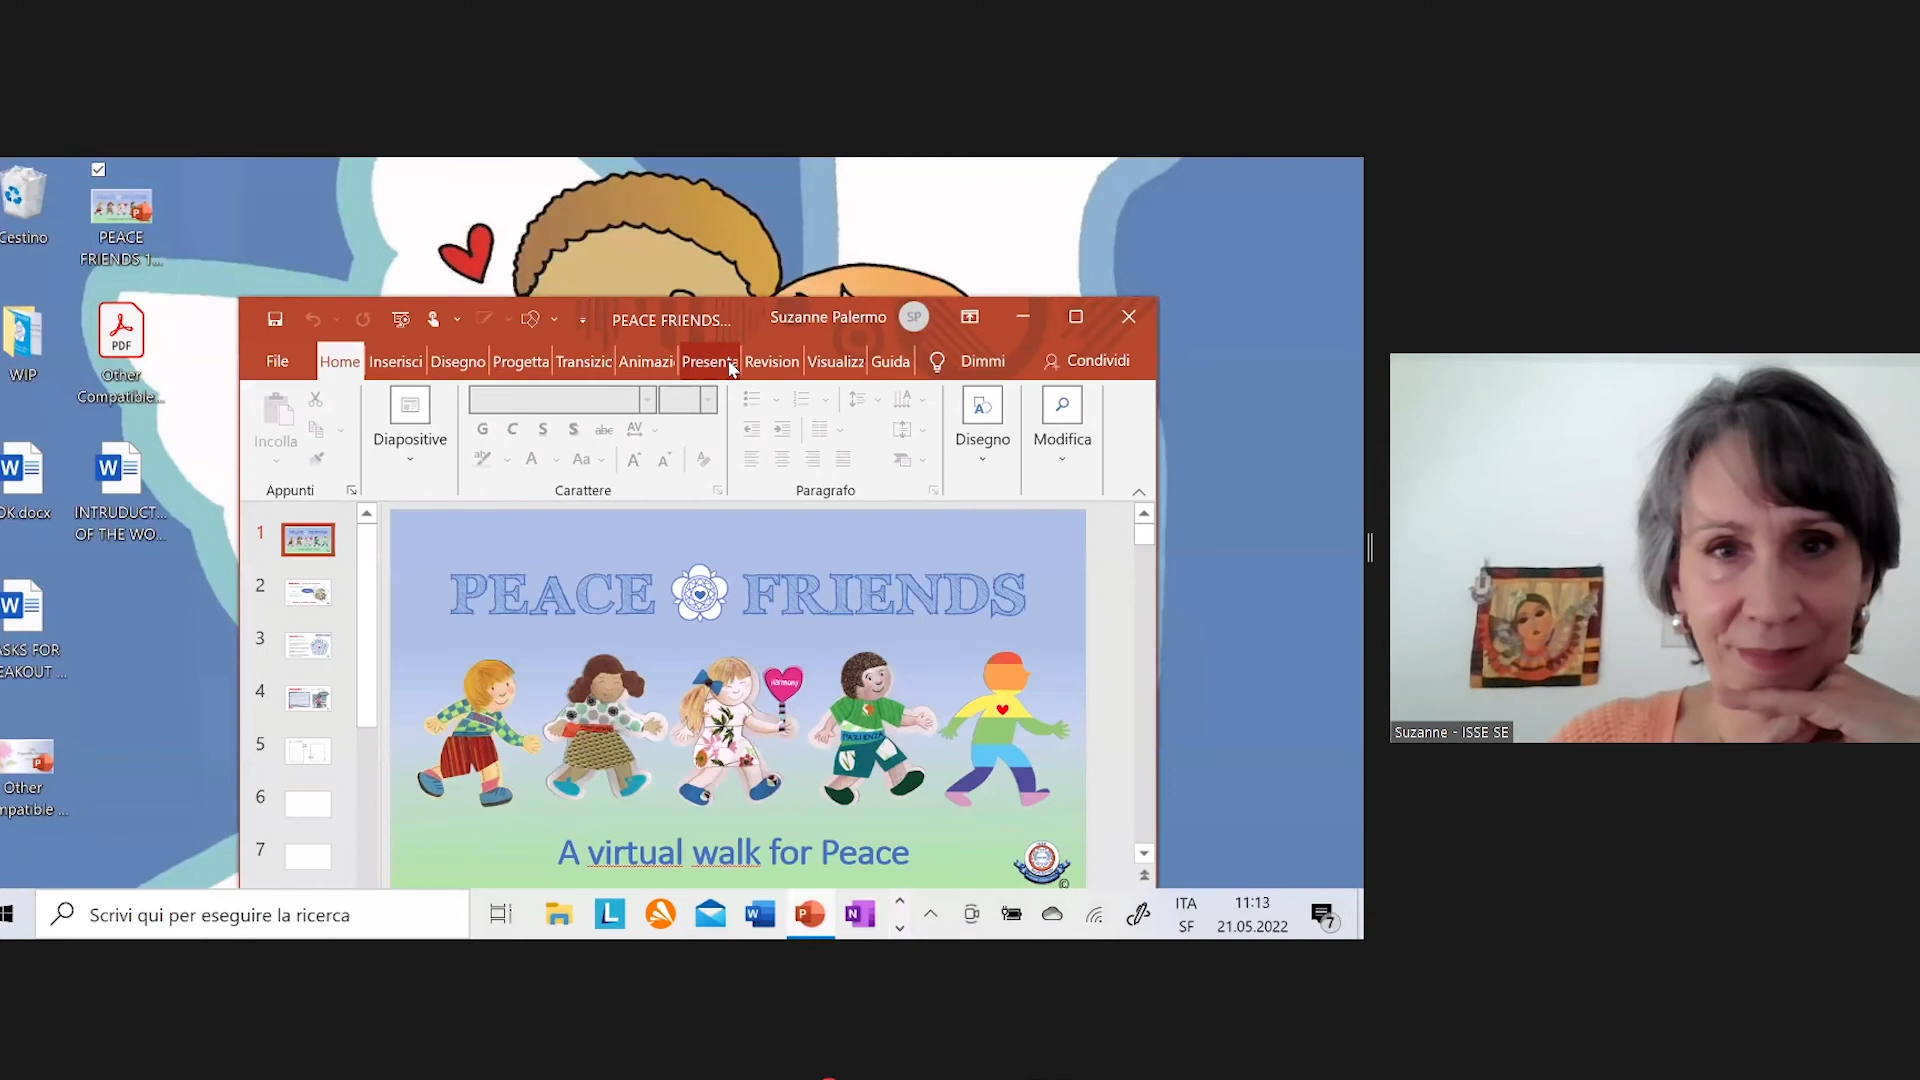 Cestino
PEACE
FRIENDS 1...
WIP
PDF
Other
Compatible...
OK.docx
INTRUDUCT...
OF THE WO...
ASKS FOR
EAKOUT ...
Other
mpatible ...
PEACE FRIENDS...
Suzanne Palermo
SP
File
Home
Inserisci
Disegno
Progetta
Transizic
Animazi
Presenta
Revision
Visualizz
Guida
Dimmi
Condividi
Incolla
Diapositive
G C S S abc AV
A Aa A A
Disegno
Modifica
Appunti
Carattere
Paragrafo
1
2
3
4
5
6
7
PEACE FRIENDS
Harmony
PAZIENZA
A virtual walk for Peace
©
Scrivi qui per eseguire la ricerca
ITA
SF
11:13
21.05.2022
7
Suzanne - ISSE SE